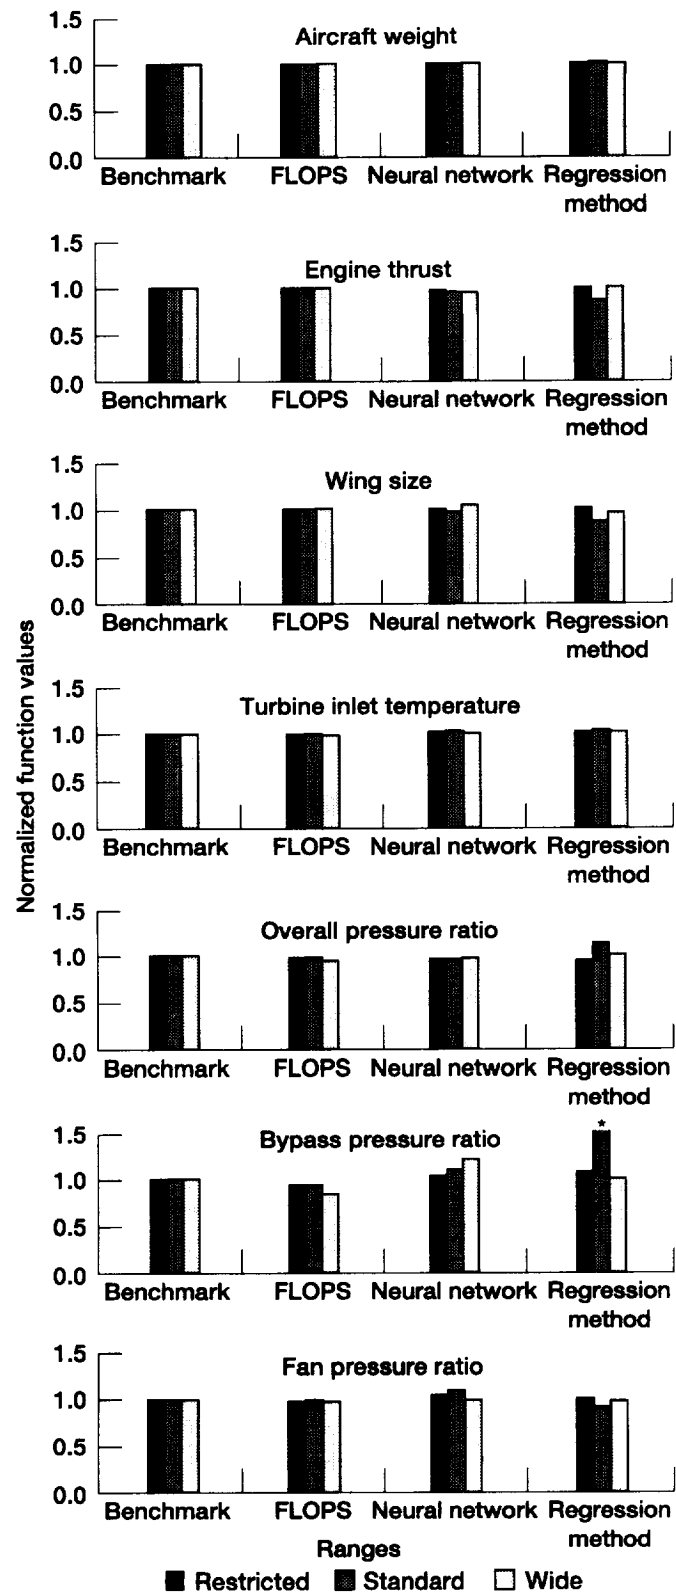 1.5
Aircraft weight
1.0
0.5
0.0
Benchmark FLOPS Neural network Regression
method
1.5
Engine thrust
1.0
0.5
0.0
Benchmark FLOPS Neural network Regression
method
1.5
Wing size
1.0
0.5
0.0
Benchmark FLOPS Neural network Regression
method
Normalized function values
1.5
Turbine inlet temperature
1.0
0.5
0.0
Benchmark FLOPS Neural network Regression
method
1.5
Overall pressure ratio
1.0
0.5
0.0
Benchmark FLOPS Neural network Regression
method
*
1.5
Bypass pressure ratio
1.0
0.5
0.0
Benchmark FLOPS Neural network Regression
method
1.5
Fan pressure ratio
1.0
0.5
0.0
Benchmark FLOPS Neural network Regression
method
Ranges
Restricted Standard Wide